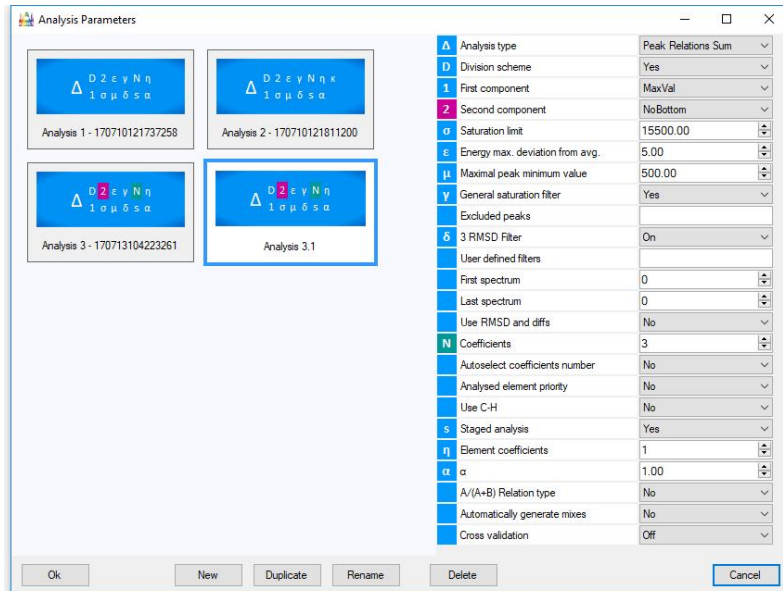 Analysis Parameters
Δ D 2 ε γ N η
1 σ μ δ s α
Analysis 1 - 170710121737258
Δ D 2 ε γ N η κ
1 σ μ δ s α
Analysis 2 - 170710121811200
Δ D 2 ε γ N η
1 σ μ δ s α
Analysis 3 - 170713104223261
Δ D 2 ε γ N η
1 σ μ δ s α
Analysis 3.1
Δ Analysis type Peak Relations Sum
D Division scheme Yes
1 First component MaxVal
2 Second component NoBottom
σ Saturation limit 15500.00
ε Energy max. deviation from avg. 5.00
μ Maximal peak minimum value 500.00
γ General saturation filter Yes
Excluded peaks
δ 3 RMSD Filter On
User defined filters
First spectrum 0
Last spectrum 0
Use RMSD and diffs No
N Coefficients 3
Autoselect coefficients number No
Analysed element priority No
Use C-H No
s Staged analysis Yes
η Element coefficients 1
α α 1.00
A/(A+B) Relation type No
Automatically generate mixes No
Cross validation Off
Ok New Duplicate Rename Delete Cancel